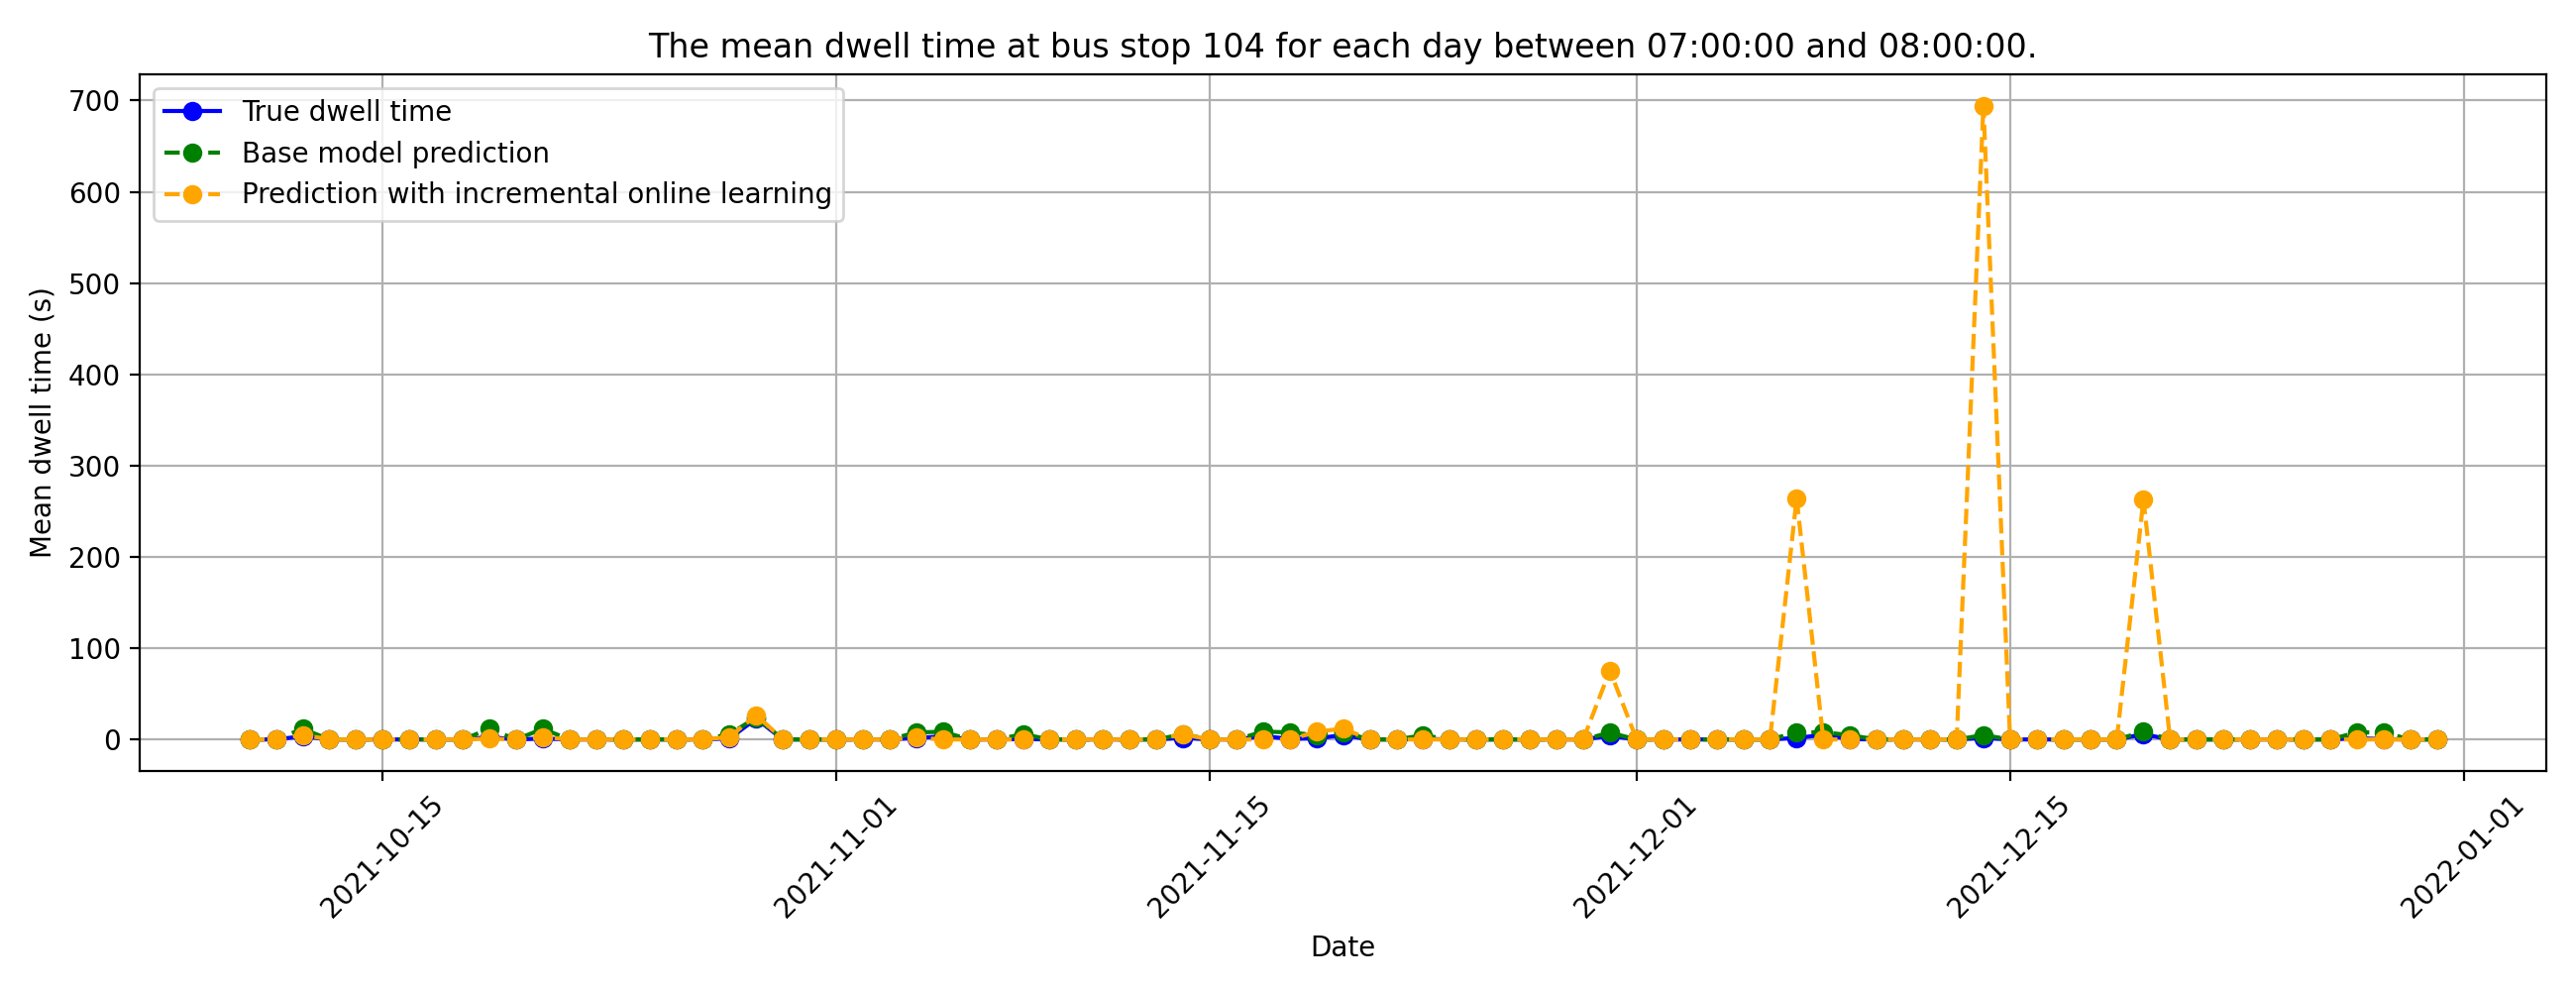 The mean dwell time at bus stop 104 for each day between 07:00:00 and 08:00:00.
True dwell time
Base model prediction
Prediction with incremental online learning
Mean dwell time (s)
700
600
500
400
300
200
100
0
2021-10-15
2021-11-01
2021-11-15
2021-12-01
2021-12-15
2022-01-01
Date